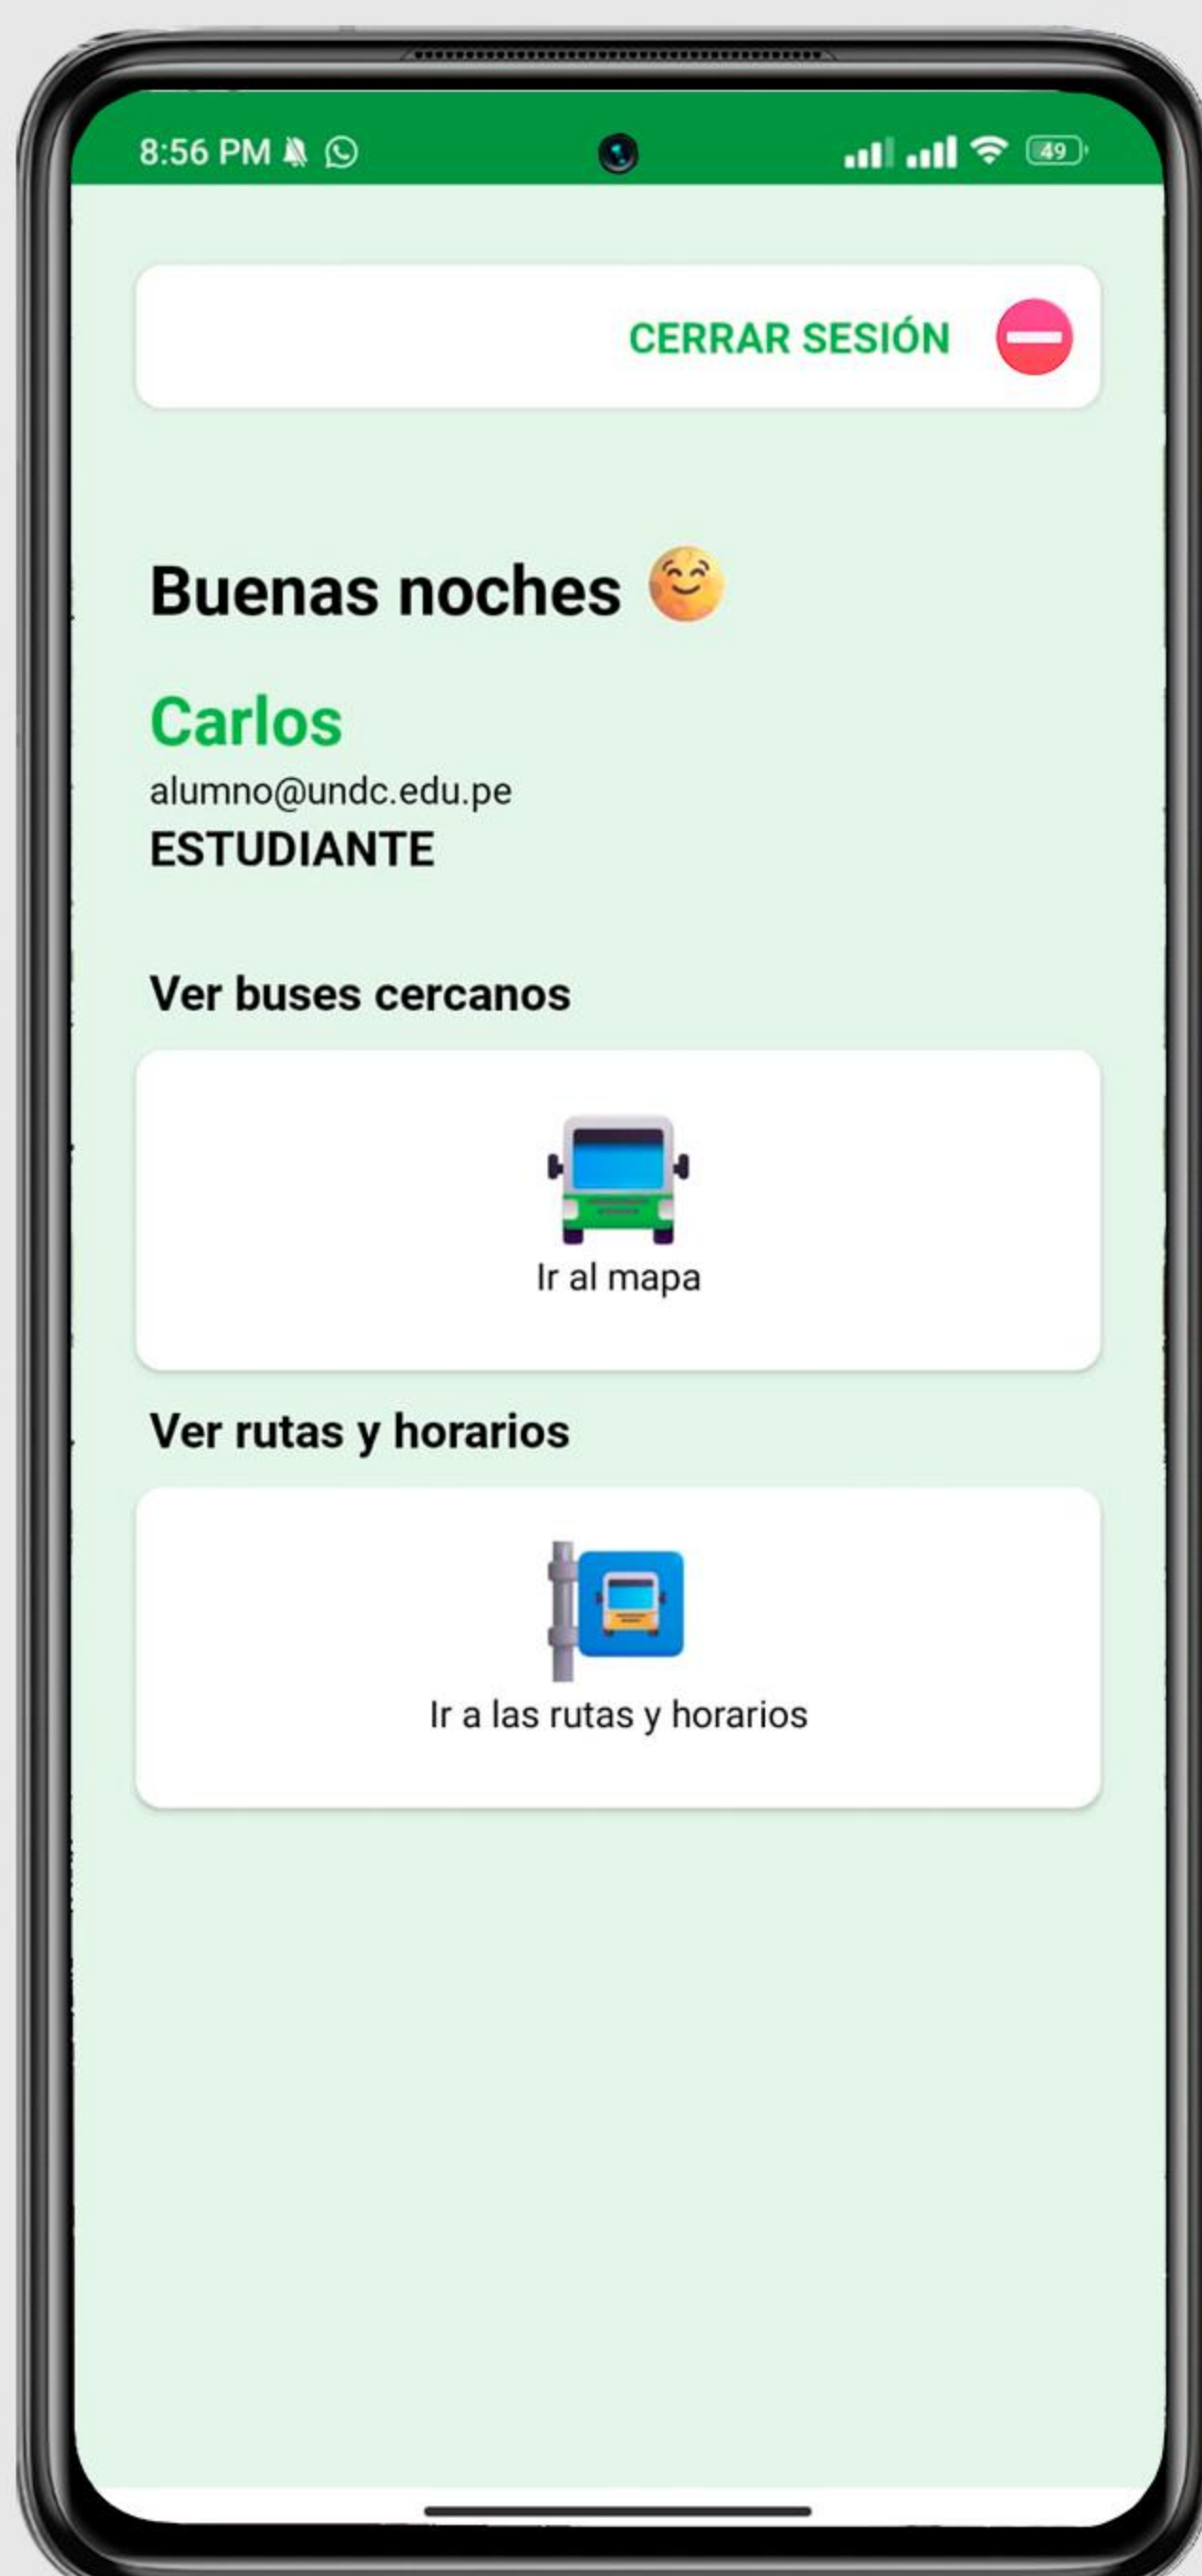 8:56 PM
49
CERRAR SESIÓN
Buenas noches
Carlos
alumno@undc.edu.pe
ESTUDIANTE
Ver buses cercanos
Ir al mapa
Ver rutas y horarios
Ir a las rutas y horarios